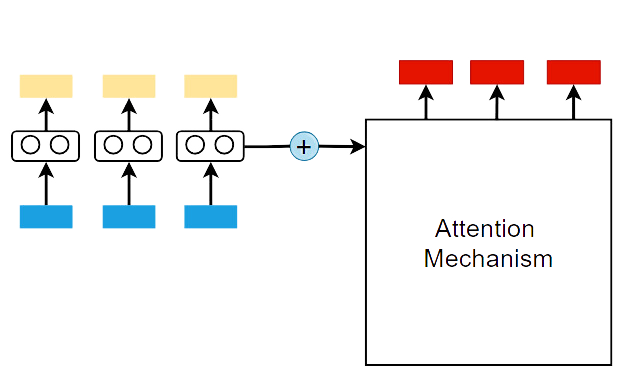 +
Attention
Mechanism